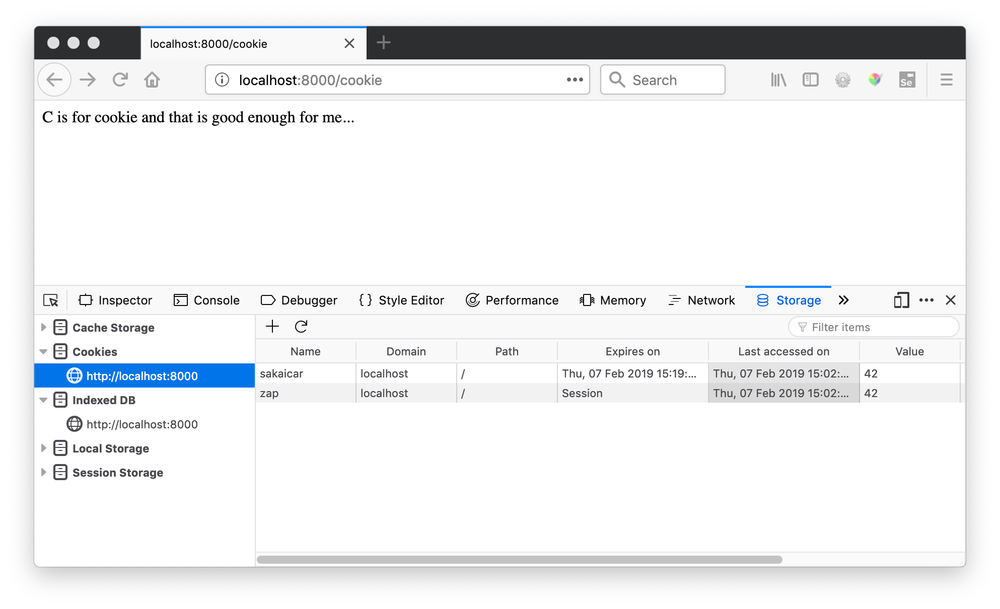 localhost:8000/cookie
localhost:8000/cookie Search Se
C is for cookie and that is good enough for me...
Inspector Console Debugger { } Style Editor Performance Memory Network Storage
Cache Storage Filter items
Cookies Name Domain Path Expires on Last accessed on Value
http://localhost:8000 sakaicar localhost / Thu, 07 Feb 2019 15:19:... Thu, 07 Feb 2019 15:02:... 42
zap localhost / Session Thu, 07 Feb 2019 15:02:... 42
Indexed DB
http://localhost:8000
Local Storage
Session Storage